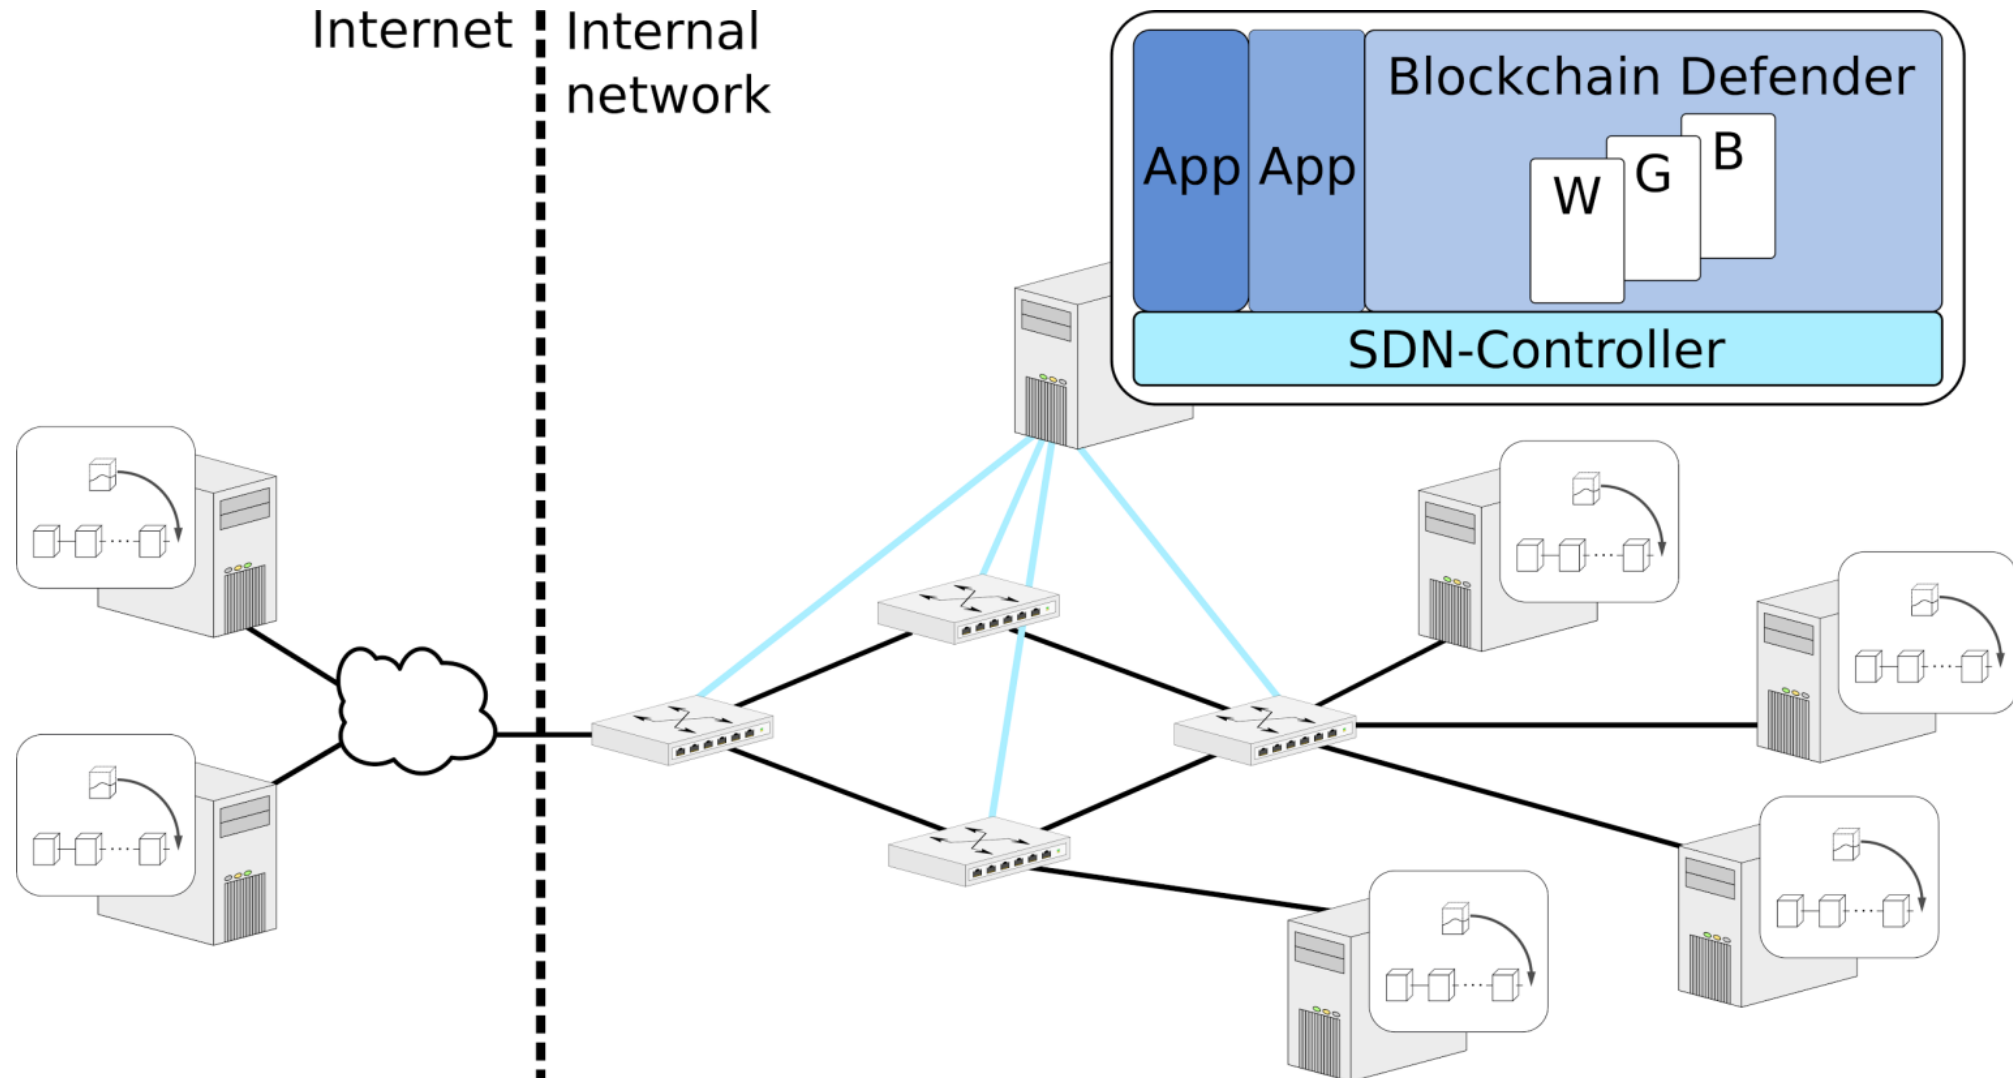 Internet
Internal
network
Blockchain Defender
App
App
W
G
B
SDN-Controller